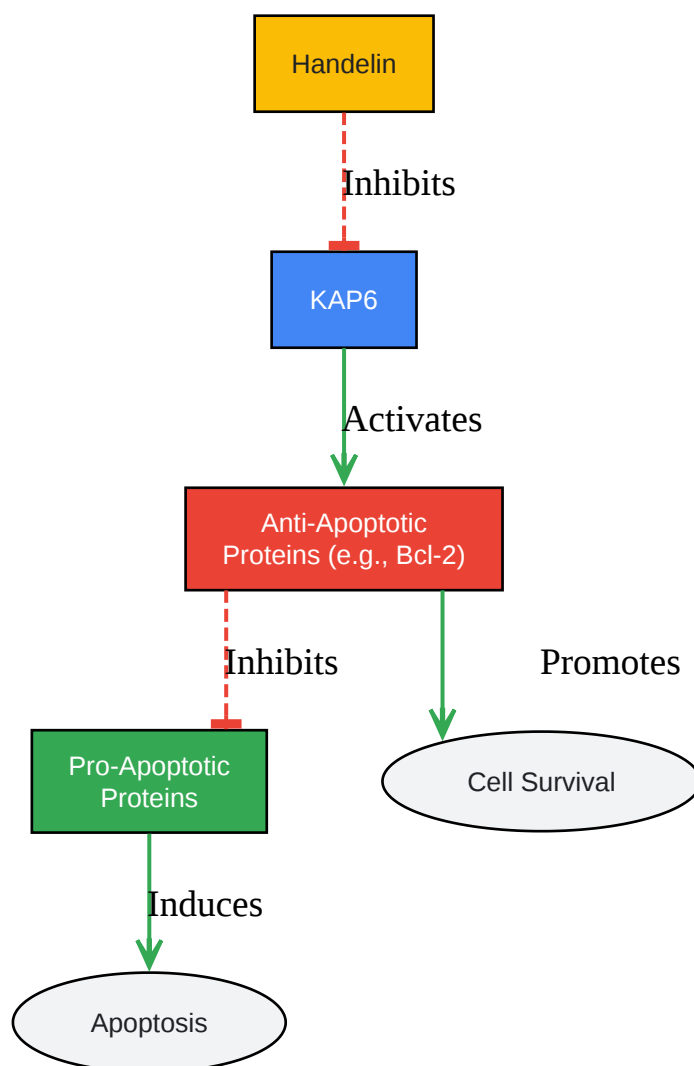 Handelin
Inhibits
KAP6
Activates
Anti-Apoptotic
Proteins (e.g., Bcl-2)
Inhibits
Promotes
Pro-Apoptotic
Proteins
Cell Survival
Induces
Apoptosis